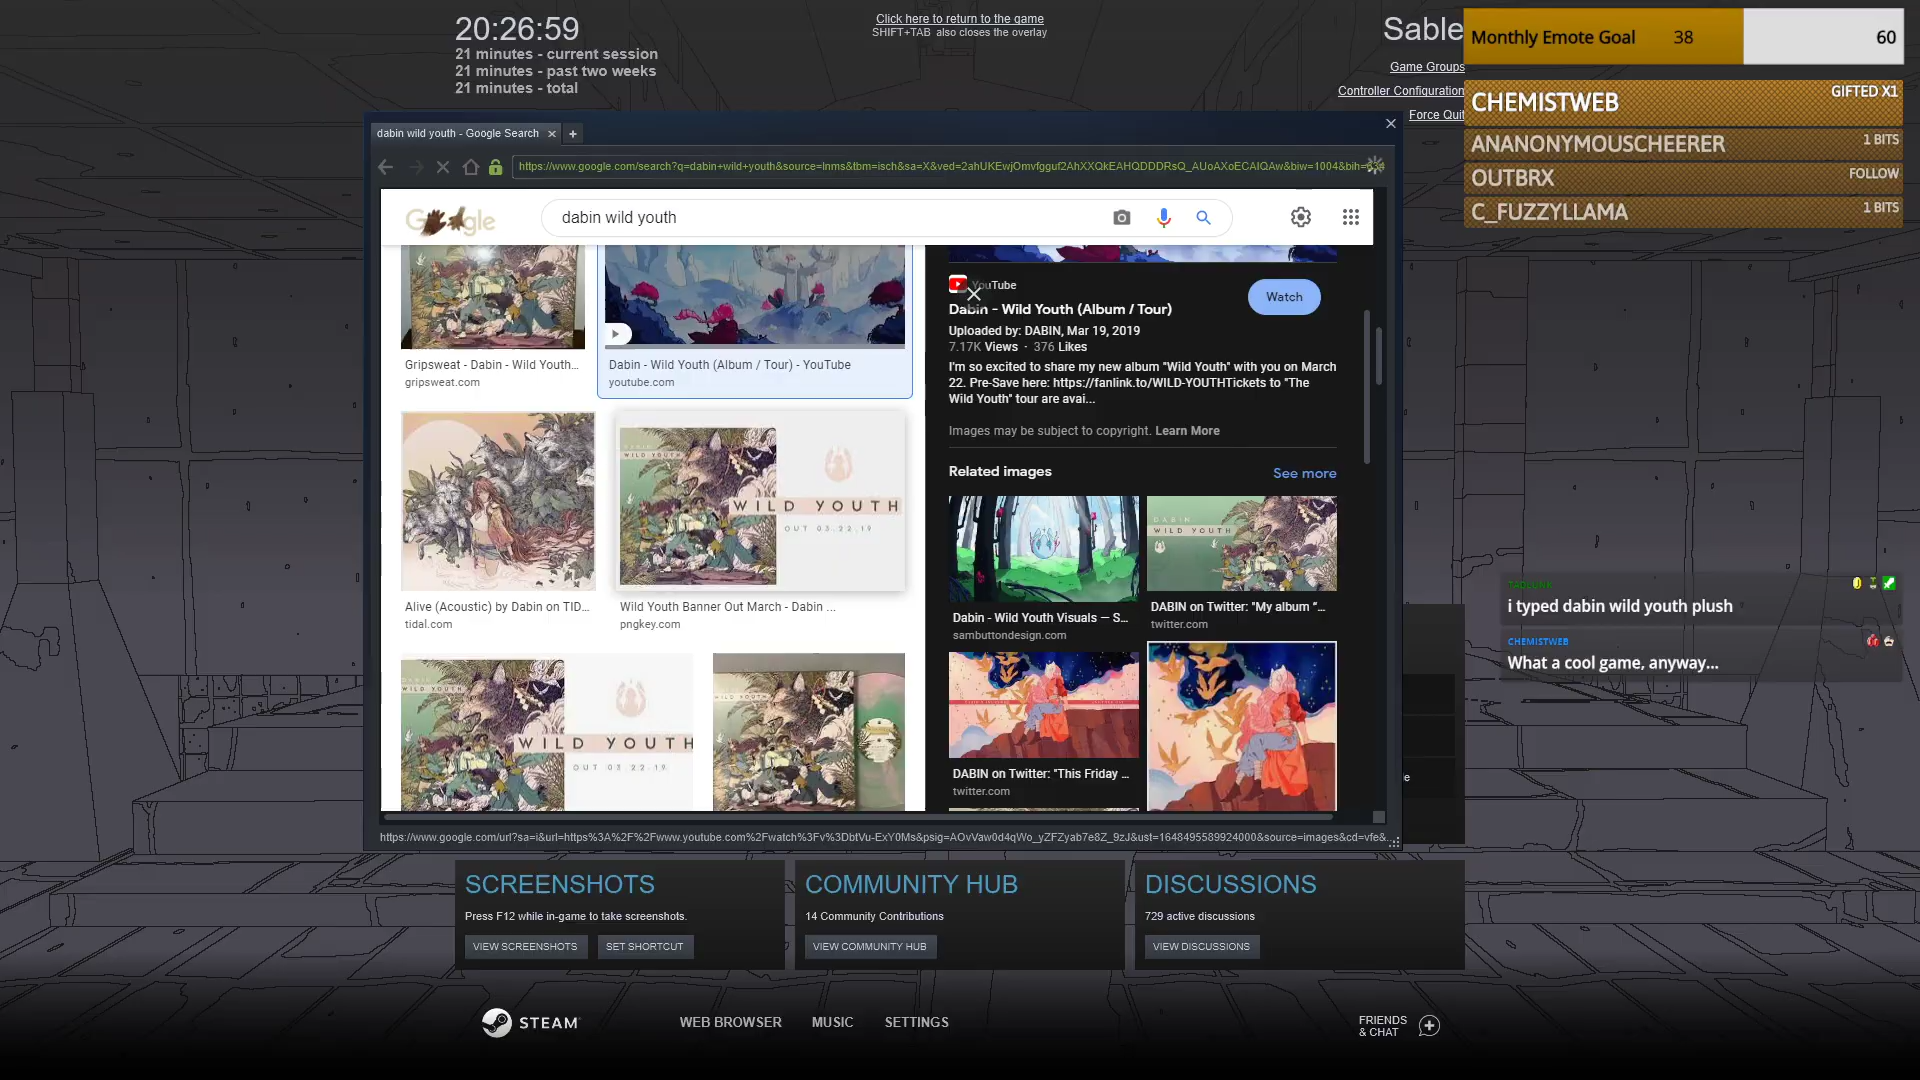 20:26:59
21 minutes - current session
21 minutes - past two weeks
21 minutes - total
Click here to return to the game
SHIFT+TAB also closes the overlay
Sable
Game Groups
Controller Configuration
Force Quit
Monthly Emote Goal 38 60
CHEMISTWEB GIFTED X1
ANANONYMOUSCHEERER 1 BITS
OUTBRX FOLLOW
C_FUZZYLLAMA 1 BITS
dabin wild youth - Google Search
dabin wild youth
YouTube
Dabin - Wild Youth (Album / Tour)
Watch
Uploaded by: DABIN, Mar 19, 2019
7.17K Views · 376 Likes
I'm so excited to share my new album "Wild Youth" with you on March
22. Pre-Save here: https://fanlink.to/WILD-YOUTHTickets to "The
Wild Youth" tour are avai...
Images may be subject to copyright. Learn More
Related images
See more
Gripsweat - Dabin - Wild Youth...
gripsweat.com
Dabin - Wild Youth (Album / Tour) - YouTube
youtube.com
WILD YOUTH
OUT 03.22.19
Alive (Acoustic) by Dabin on TID...
tidal.com
Wild Youth Banner Out March - Dabin ...
pngkey.com
DABIN
WILD YOUTH
Dabin - Wild Youth Visuals — S...
sambuttondesign.com
DABIN on Twitter: "My album "...
twitter.com
WILD YOUTH
OUT 03.22.19
DABIN on Twitter: "This Friday ...
twitter.com
i typed dabin wild youth plush
CHEMISTWEB
What a cool game, anyway...
SCREENSHOTS
Press F12 while in-game to take screenshots.
VIEW SCREENSHOTS
SET SHORTCUT
COMMUNITY HUB
14 Community Contributions
VIEW COMMUNITY HUB
DISCUSSIONS
729 active discussions
VIEW DISCUSSIONS
STEAM
WEB BROWSER
MUSIC
SETTINGS
FRIENDS
& CHAT